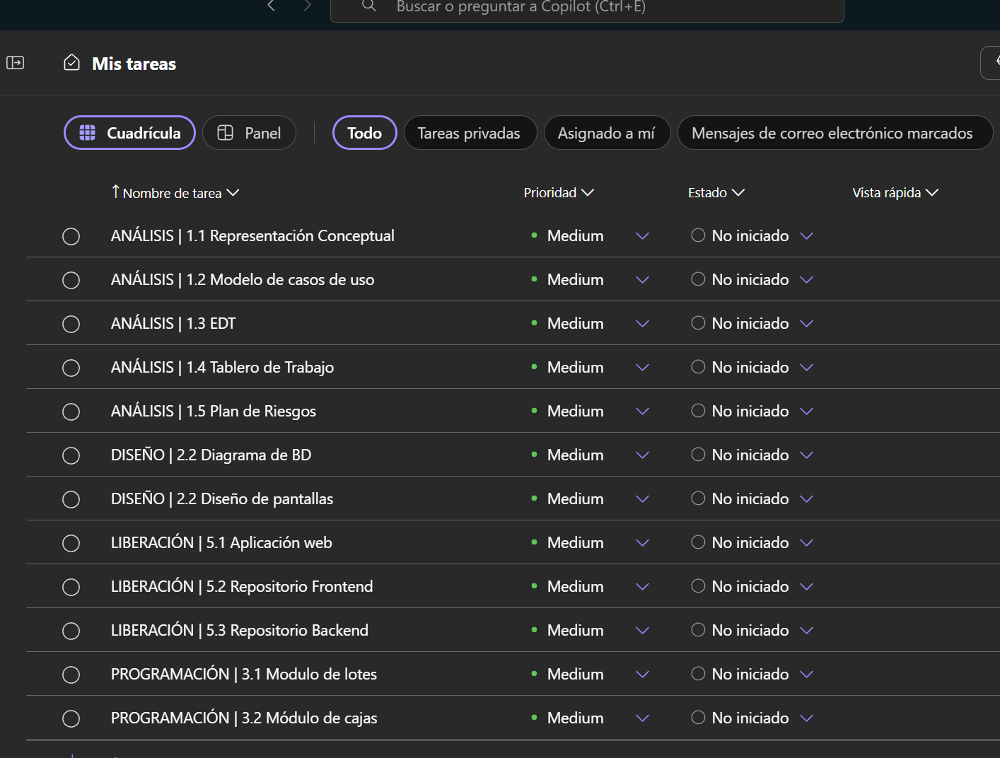 Buscar o preguntar a Copilot (Ctrl+E)
Mis tareas
Cuadrícula Panel Todo Tareas privadas Asignado a mí Mensajes de correo electrónico marcados
Nombre de tarea Prioridad Estado Vista rápida
ANÁLISIS | 1.1 Representación Conceptual Medium No iniciado
ANÁLISIS | 1.2 Modelo de casos de uso Medium No iniciado
ANÁLISIS | 1.3 EDT Medium No iniciado
ANÁLISIS | 1.4 Tablero de Trabajo Medium No iniciado
ANÁLISIS | 1.5 Plan de Riesgos Medium No iniciado
DISEÑO | 2.2 Diagrama de BD Medium No iniciado
DISEÑO | 2.2 Diseño de pantallas Medium No iniciado
LIBERACIÓN | 5.1 Aplicación web Medium No iniciado
LIBERACIÓN | 5.2 Repositorio Frontend Medium No iniciado
LIBERACIÓN | 5.3 Repositorio Backend Medium No iniciado
PROGRAMACIÓN | 3.1 Modulo de lotes Medium No iniciado
PROGRAMACIÓN | 3.2 Módulo de cajas Medium No iniciado